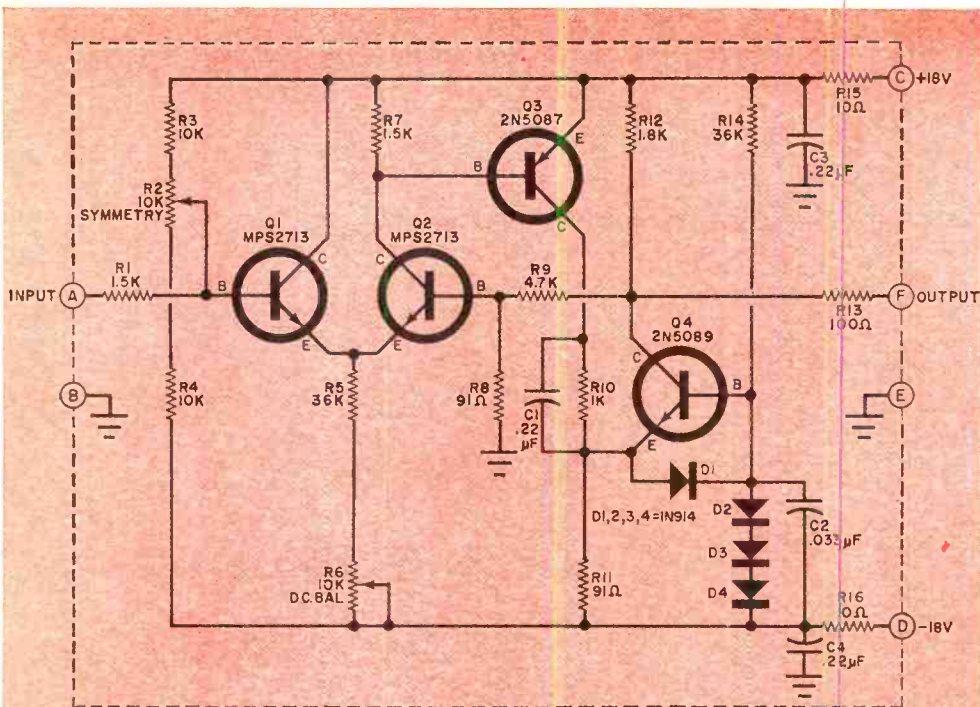 C
+18V
R15
10Ω
R3
10K
R7
1.5K
Q3
2N5087
E
B
C
R12
1.8K
R14
36K
C3
.22µF
R2
10K
SYMMETRY
Q1
MPS2713
Q2
MPS2713
C
C
R1
1.5K
R9
4.7K
INPUT
A
B
B
F
OUTPUT
R13
100Ω
E
E
Q4
2N5089
C
B
E
B
R4
10K
R5
36K
R8
91Ω
C1
.22
µF
R10
1K
E
D1
D1,2,3,4=1N914
D2
C2
.033µF
D3
R6
10K
D.C.BAL
R11
91Ω
D4
R16
D
-18V
C4
.22µF